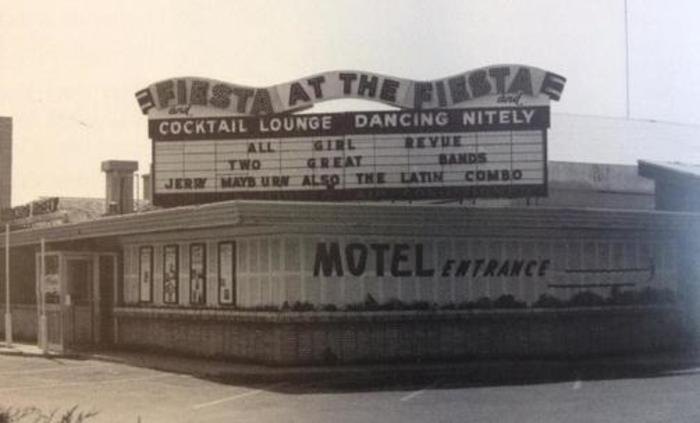 FIESTA AT THE FIESTA
and and
COCKTAIL LOUNGE DANCING NITELY
ALL GIRL REVUE
TWO GREAT BANDS
JERRY MAYBURN ALSO THE LATIN COMBO
MOTEL ENTRANCE